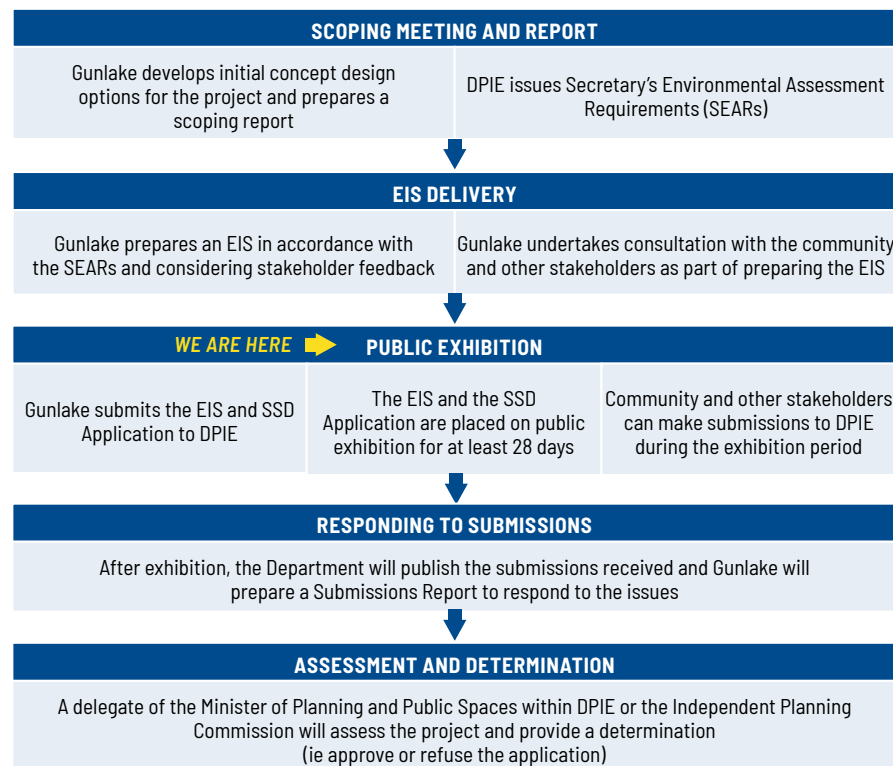 SCOPING MEETING AND REPORT
Gunlake develops initial concept design
options for the project and prepares a
scoping report
DPIE issues Secretary's Environmental Assessment
Requirements (SEARs)
EIS DELIVERY
Gunlake prepares an EIS in accordance with
the SEARs and considering stakeholder feedback
Gunlake undertakes consultation with the community
and other stakeholders as part of preparing the EIS
WE ARE HERE
PUBLIC EXHIBITION
Gunlake submits the EIS and SSD
Application to DPIE
The EIS and the SSD
Application are placed on public
exhibition for at least 28 days
Community and other stakeholders
can make submissions to DPIE
during the exhibition period
RESPONDING TO SUBMISSIONS
After exhibition, the Department will publish the submissions received and Gunlake will
prepare a Submissions Report to respond to the issues
ASSESSMENT AND DETERMINATION
A delegate of the Minister of Planning and Public Spaces within DPIE or the Independent Planning
Commission will assess the project and provide a determination
(ie approve or refuse the application)